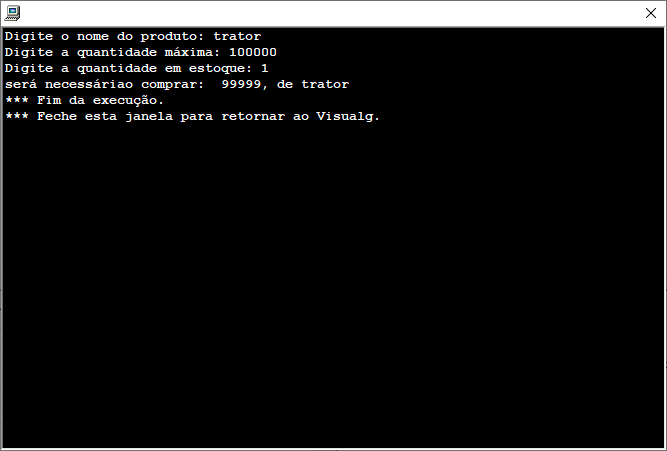 Digite o nome do produto: trator
Digite a quantidade máxima: 100000
Digite a quantidade em estoque: 1
será necessáriao comprar:  99999, de trator
*** Fim da execução.
*** Feche esta janela para retornar ao Visualg.